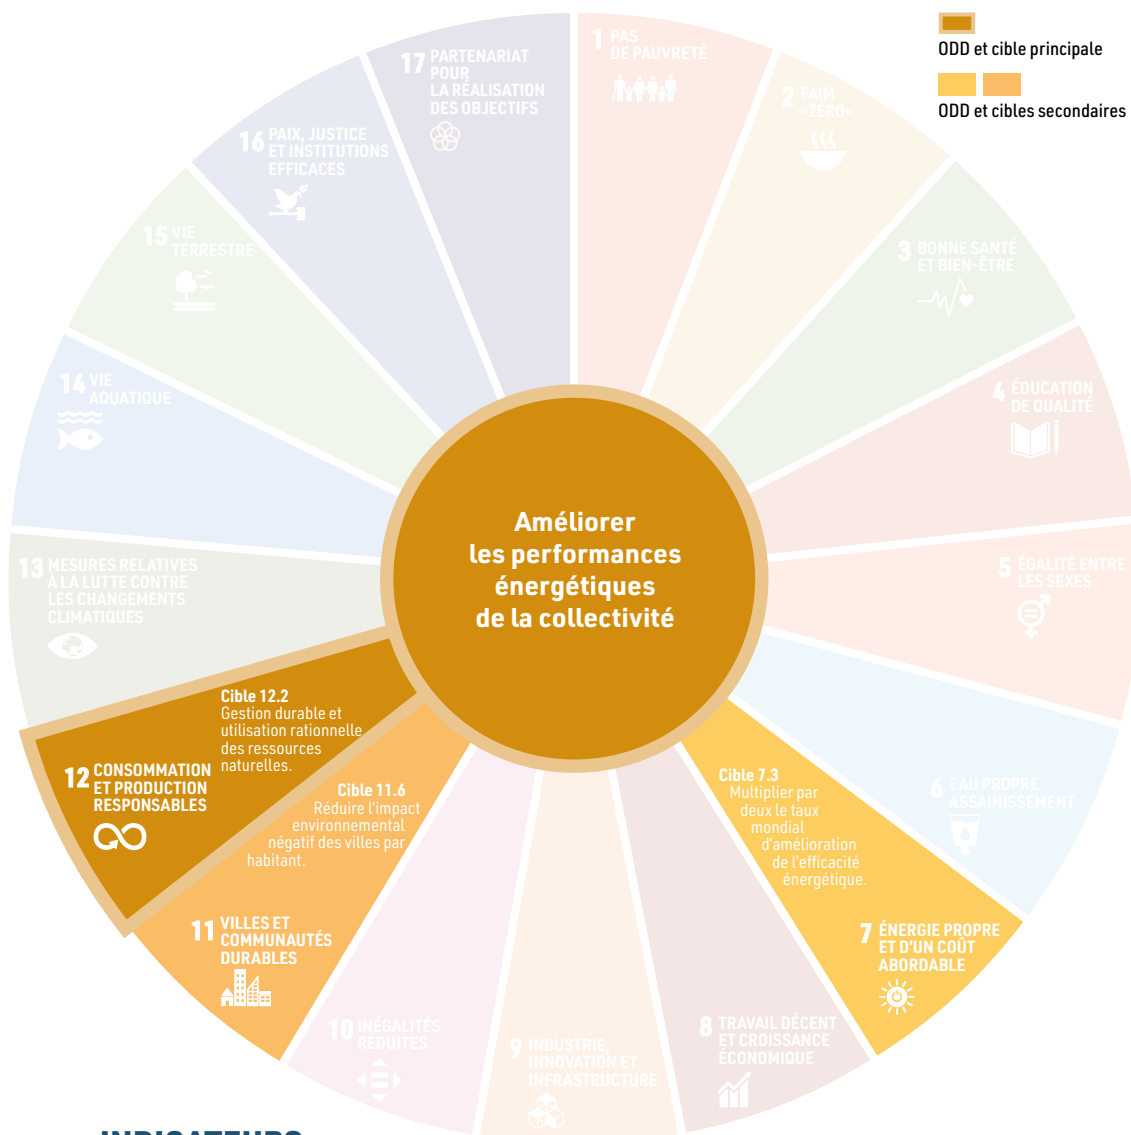 ODD et cible principale
ODD et cibles secondaires
1 PAS
DE PAUVRETÉ
2 FAIM
«ZÉRO»
3 BONNE SANTÉ
ET BIEN-ÊTRE
4 ÉDUCATION
DE QUALITÉ
5 ÉGALITÉ ENTRE
LES SEXES
6 EAU PROPRE
ASSAINISSEMENT
Cible 7.3
Multiplier par
deux le taux
mondial
d'amélioration
de l'efficacité
énergétique.
7 ÉNERGIE PROPRE
ET D'UN COÛT
ABORDABLE
8 TRAVAIL DÉCENT
ET CROISSANCE
ÉCONOMIQUE
9 INDUSTRIE,
INNOVATION ET
INFRASTRUCTURE
10 INÉGALITÉS
RÉDUITES
Cible 11.6
Réduire l'impact
environnemental
négatif des villes par
habitant.
11 VILLES ET
COMMUNAUTÉS
DURABLES
Cible 12.2
Gestion durable et
utilisation rationnelle
des ressources
naturelles.
12 CONSOMMATION
ET PRODUCTION
RESPONSABLES
13 MESURES RELATIVES
À LA LUTTE CONTRE
LES CHANGEMENTS
CLIMATIQUES
14 VIE
AQUATIQUE
15 VIE
TERRESTRE
16 PAIX, JUSTICE
ET INSTITUTIONS
EFFICACES
17 PARTENARIAT
POUR
LA RÉALISATION
DES OBJECTIFS
Améliorer
les performances
énergétiques
de la collectivité
INDICATEURS